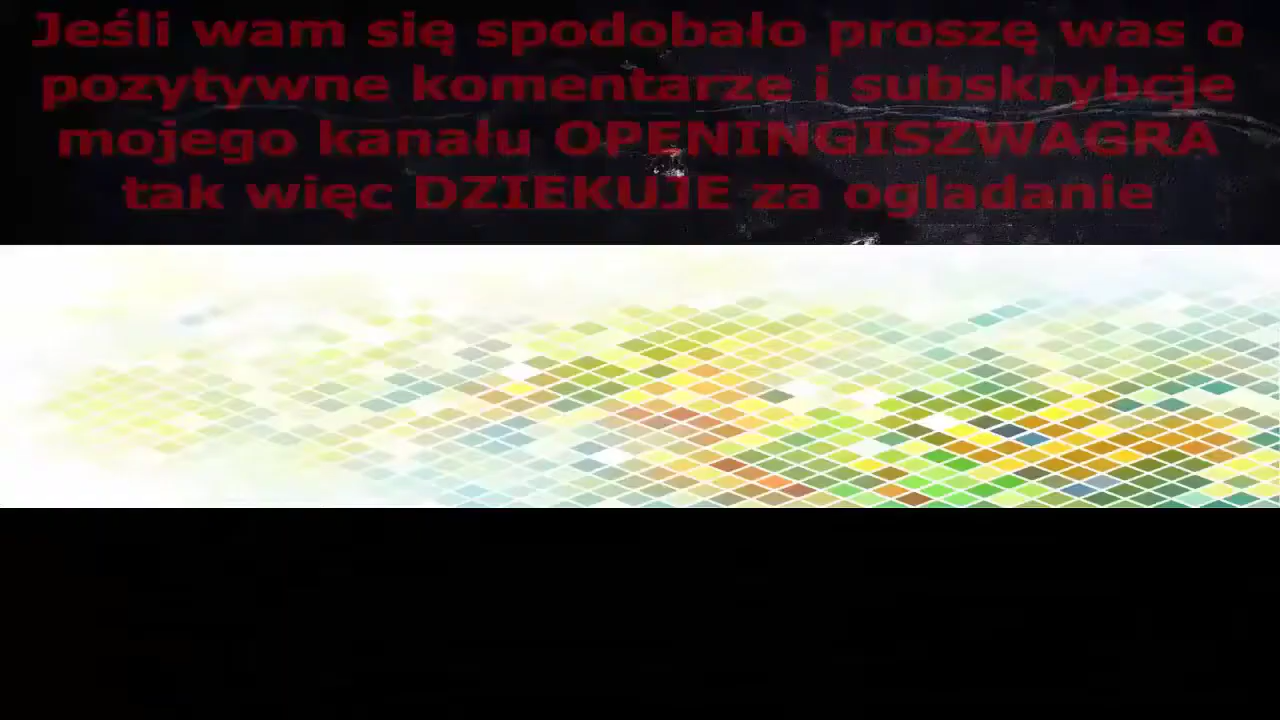 Jeśli wam się spodobało proszę was o
pozytywne komentarze i subskrybcje
mojego kanału OPENINGISZWAGRA
tak więc DZIEKUJE za ogladanie